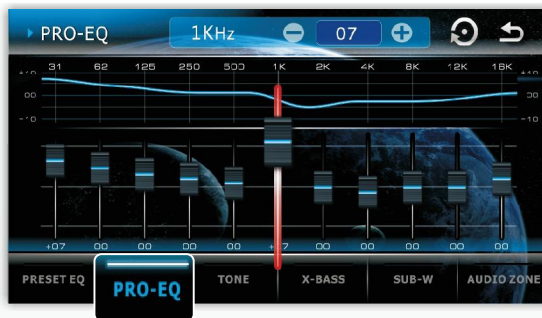 PRO-EQ 1KHz 07
31 62 125 250 500 1K 2K 4K 8K 12K 16K
+10 +10
00 00
-10 -10
+07 00 00 00 00 00 00 00 00 00
PRESET EQ PRO-EQ TONE X-BASS SUB-W AUDIO ZONE